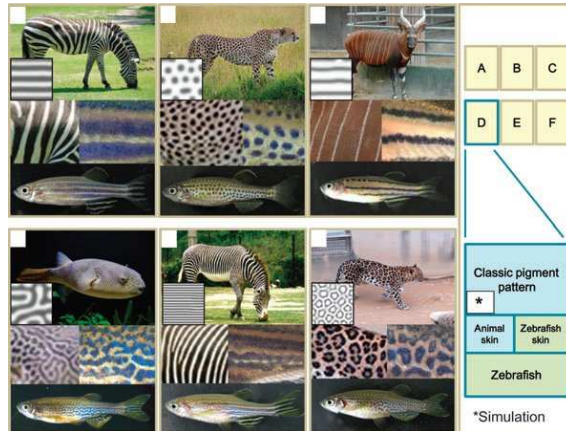 A B C
D E F
Classic pigment
pattern
*
Animal
skin
Zebrafish
skin
Zebrafish
*Simulation